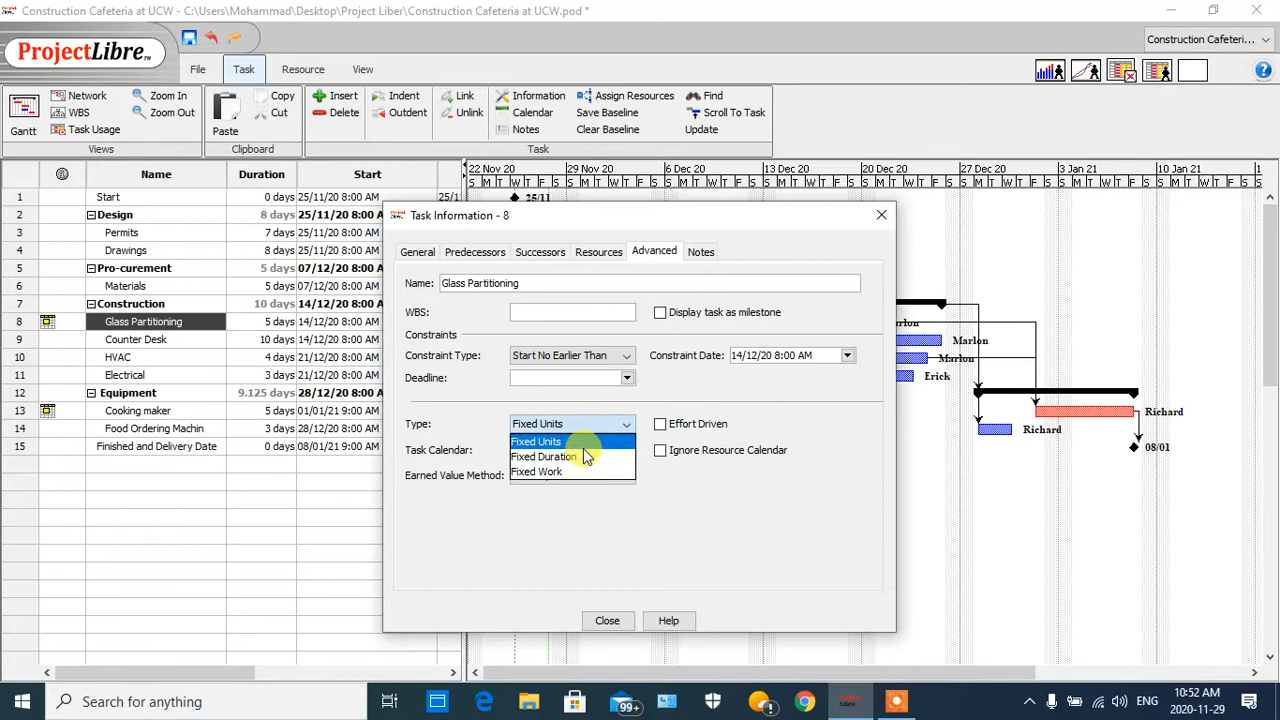 Construction Cafeteria at UCW - C:\Users\Mohammad\Desktop\Project Liber\Construction Cafeteria at UCW.pod *
ProjectLibre™
Construction Cafeteri...
File Task Resource View
Network Zoom In Copy Insert Indent Link Information Assign Resources Find
WBS Zoom Out Cut Delete Outdent Unlink Calendar Save Baseline Scroll To Task
Gantt Task Usage Paste Notes Clear Baseline Update
Views Clipboard Task
Name Duration Start
22 Nov 20 29 Nov 20 6 Dec 20 13 Dec 20 20 Dec 20 27 Dec 20 3 Jan 21 10 Jan 21 1
S M T W T F S S M T W T F S S M T W T F S S M T W T F S S M T W T F S S M T W T F S S M T W T F S S M T W T F S S
1 Start 0 days 25/11/20 8:00 AM 25/11
25/11
2 Design 8 days 25/11/20 8:00 AM
3 Permits 7 days 25/11/20 8:00 AM
4 Drawings 8 days 25/11/20 8:00 AM
5 Pro-curement 5 days 07/12/20 8:00 AM
6 Materials 5 days 07/12/20 8:00 AM
7 Construction 10 days 14/12/20 8:00 AM
8 Glass Partitioning 5 days 14/12/20 8:00 AM
9 Counter Desk 5 days 14/12/20 8:00 AM
10 HVAC 4 days 21/12/20 8:00 AM
11 Electrical 3 days 21/12/20 8:00 AM
12 Equipment 9.125 days 28/12/20 8:00 AM
13 Cooking maker 5 days 01/01/21 9:00 AM
14 Food Ordering Machin 3 days 28/12/20 8:00 AM
15 Finished and Delivery Date 0 days 08/01/21 9:00 AM
Task Information - 8
General Predecessors Successors Resources Advanced Notes
Name: Glass Partitioning
WBS: Display task as milestone
Constraints
Constraint Type: Start No Earlier Than Constraint Date: 14/12/20 8:00 AM
Deadline:
Type: Fixed Units Effort Driven
Fixed Units
Task Calendar: Ignore Resource Calendar
Fixed Duration
Fixed Work
Earned Value Method:
Close Help
Marlon
Marlon
Erick
Richard
Richard
08/01
Search for anything
99+
ENG
10:52 AM
2020-11-29